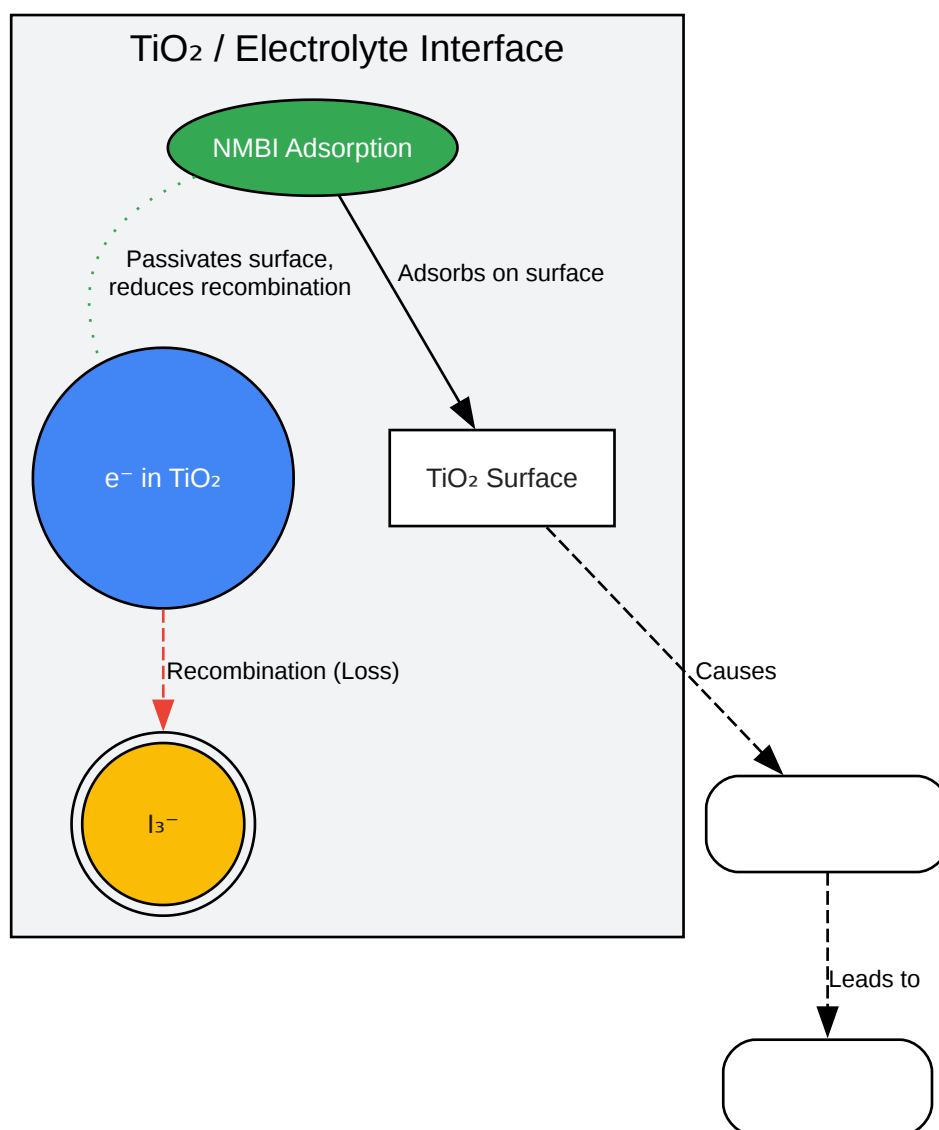 TiO₂ / Electrolyte Interface
NMBI Adsorption
Passivates surface,
reduces recombination
Adsorbs on surface
e⁻ in TiO₂
TiO₂ Surface
Recombination (Loss)
Causes
I₃⁻
Leads to